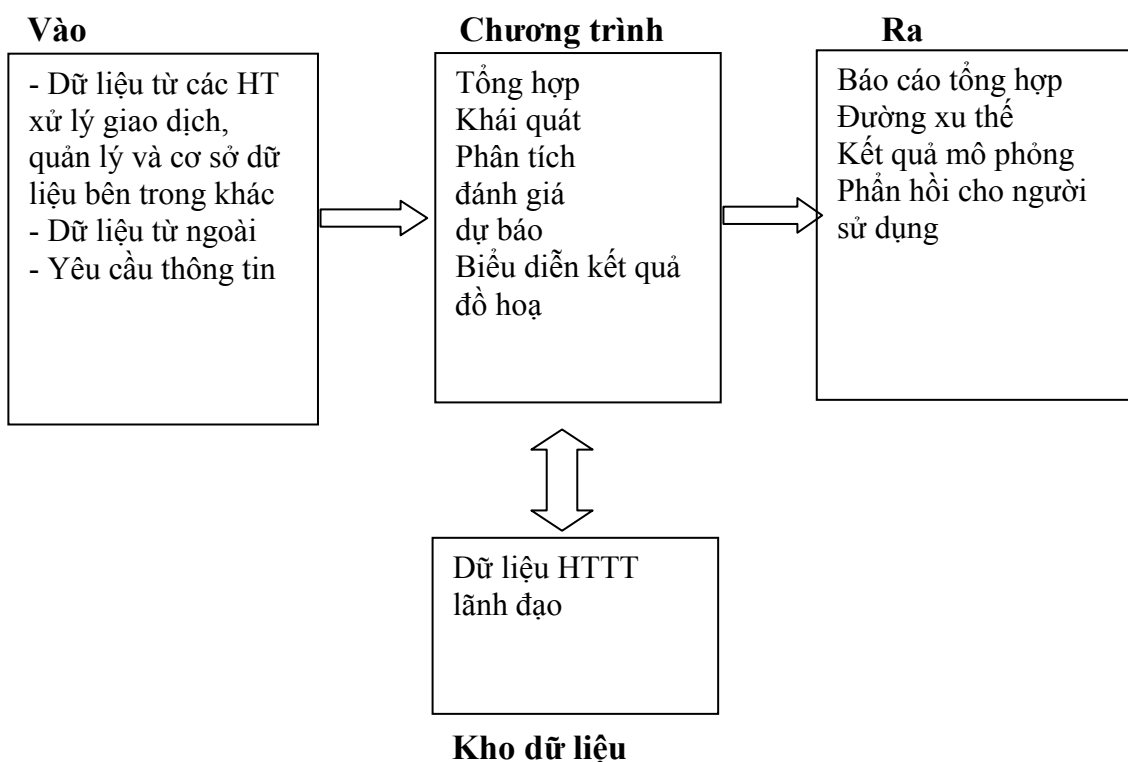 Vào
- Dữ liệu từ các HT
xử lý giao dịch,
quản lý và cơ sở dữ
liệu bên trong khác
- Dữ liệu từ ngoài
- Yêu cầu thông tin
Chương trình
Tổng hợp
Khái quát
Phân tích
đánh giá
dự báo
Biểu diễn kết quả
đồ hoạ
Ra
Báo cáo tổng hợp
Đường xu thế
Kết quả mô phỏng
Phẩn hồi cho người
sử dụng
Dữ liệu HTTT
lãnh đạo
Kho dữ liệu